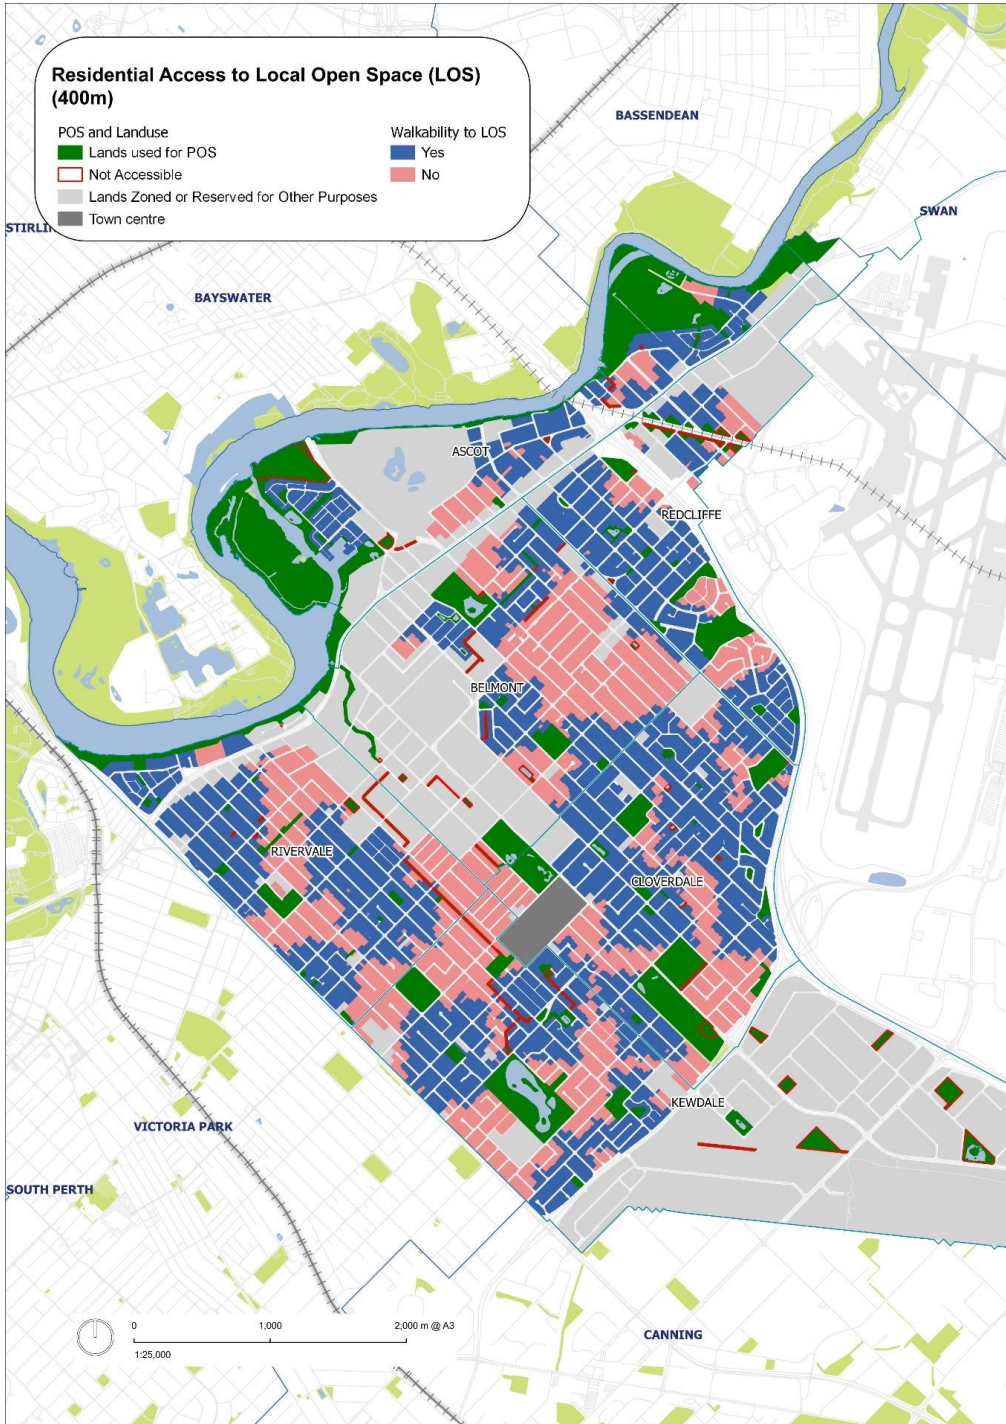 Residential Access to Local Open Space (LOS)
(400m)
POS and Landuse
Lands used for POS
Not Accessible
Lands Zoned or Reserved for Other Purposes
Town centre
Walkability to LOS
Yes
No
BASSENDEAN
SWAN
BAYSWATER
ASCOT
REDCLIFFE
BELMONT
RIVERVALE
CLOVERDALE
KEWDALE
VICTORIA PARK
SOUTH PERTH
CANNING
0 1,000 2,000 m @ A3
1:25,000